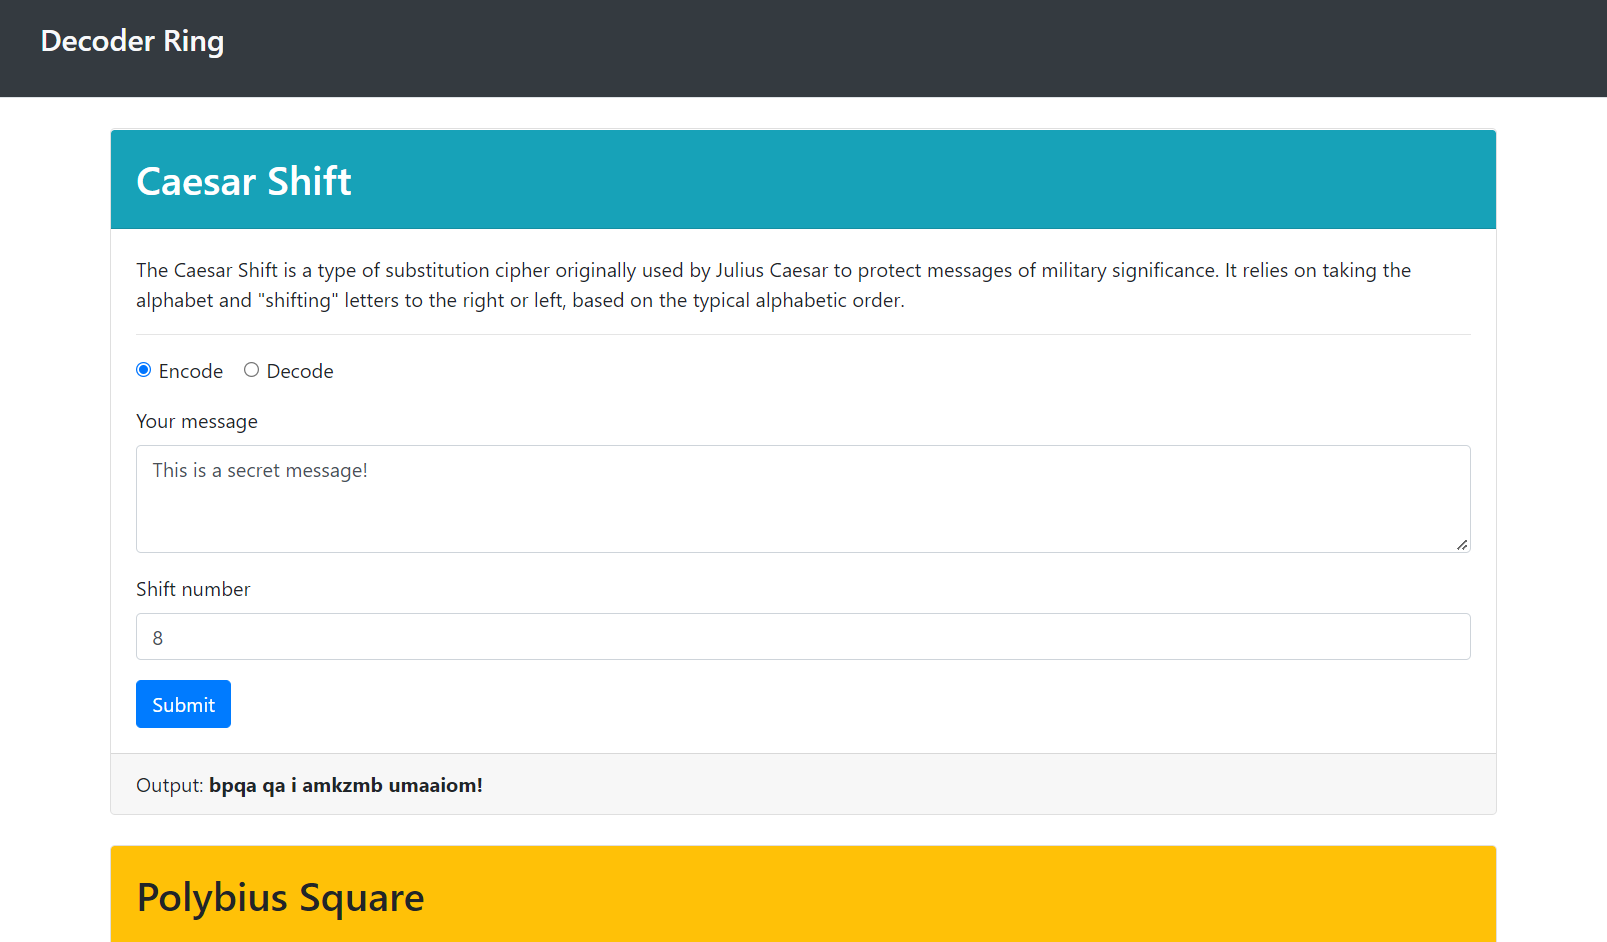 Decoder Ring
Caesar Shift
The Caesar Shift is a type of substitution cipher originally used by Julius Caesar to protect messages of military significance. It relies on taking the
alphabet and "shifting" letters to the right or left, based on the typical alphabetic order.
Encode Decode
Your message
This is a secret message!
Shift number
8
Submit
Output: bpqa qa i amkzmb umaaiom!
Polybius Square